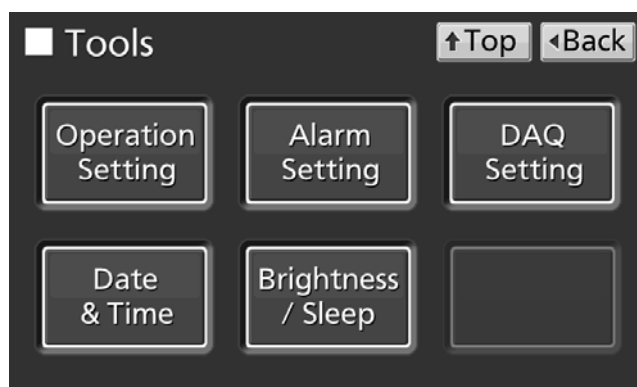 Tools
Top
Back
Operation
Setting
Alarm
Setting
DAQ
Setting
Date
& Time
Brightness
/ Sleep